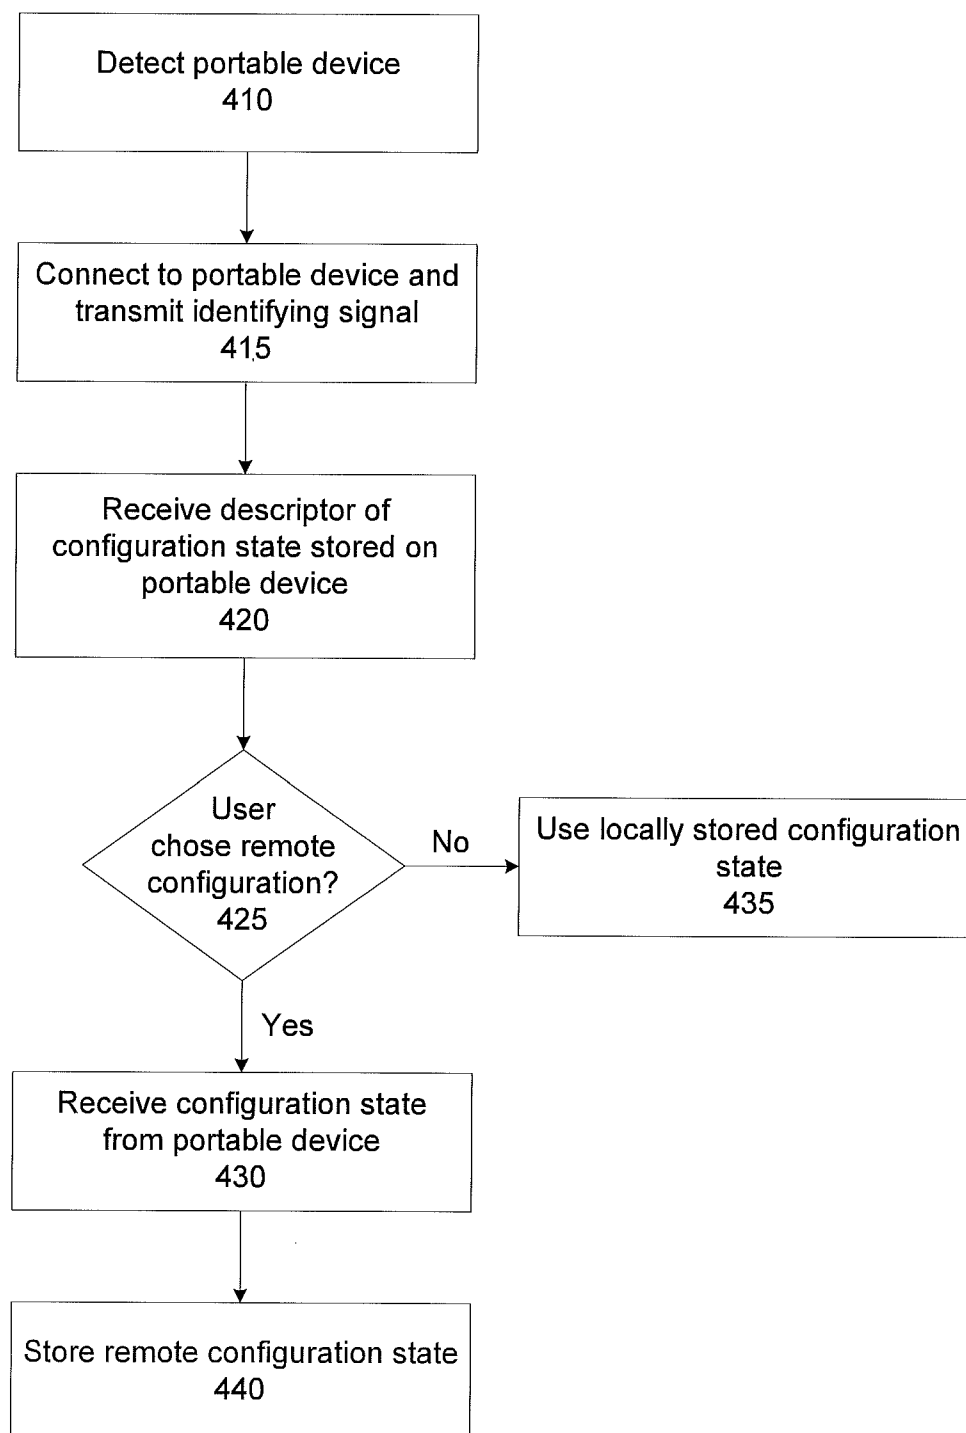 Detect portable device
410
Connect to portable device and
transmit identifying signal
415
Receive descriptor of
configuration state stored on
portable device
420
User
chose remote
configuration?
425
No
Use locally stored configuration
state
435
Yes
Receive configuration state
from portable device
430
Store remote configuration state
440